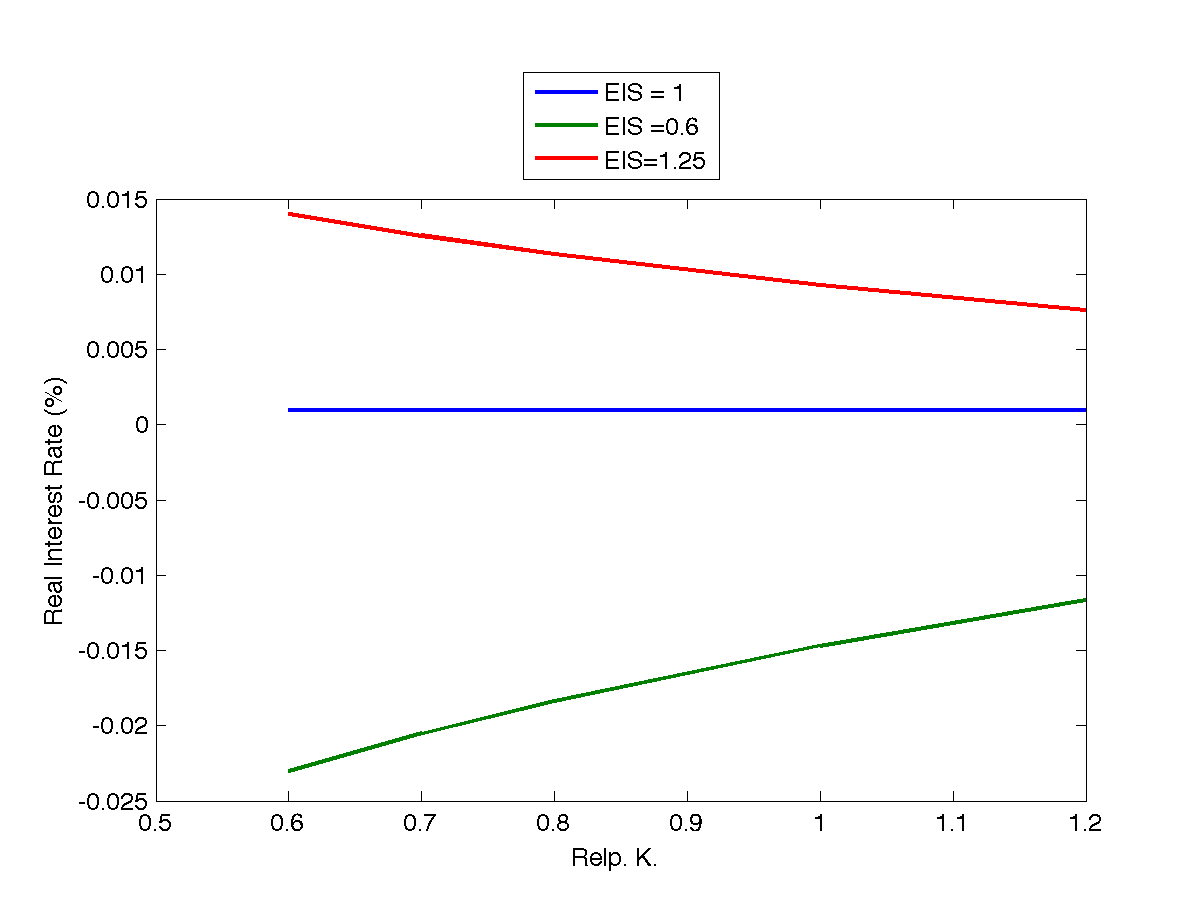 EIS = 1
EIS =0.6
EIS=1.25
0.015
0.01
0.005
0
-0.005
-0.01
-0.015
-0.02
-0.025
Real Interest Rate (%)
0.5 0.6 0.7 0.8 0.9 1 1.1 1.2
Relp. K.